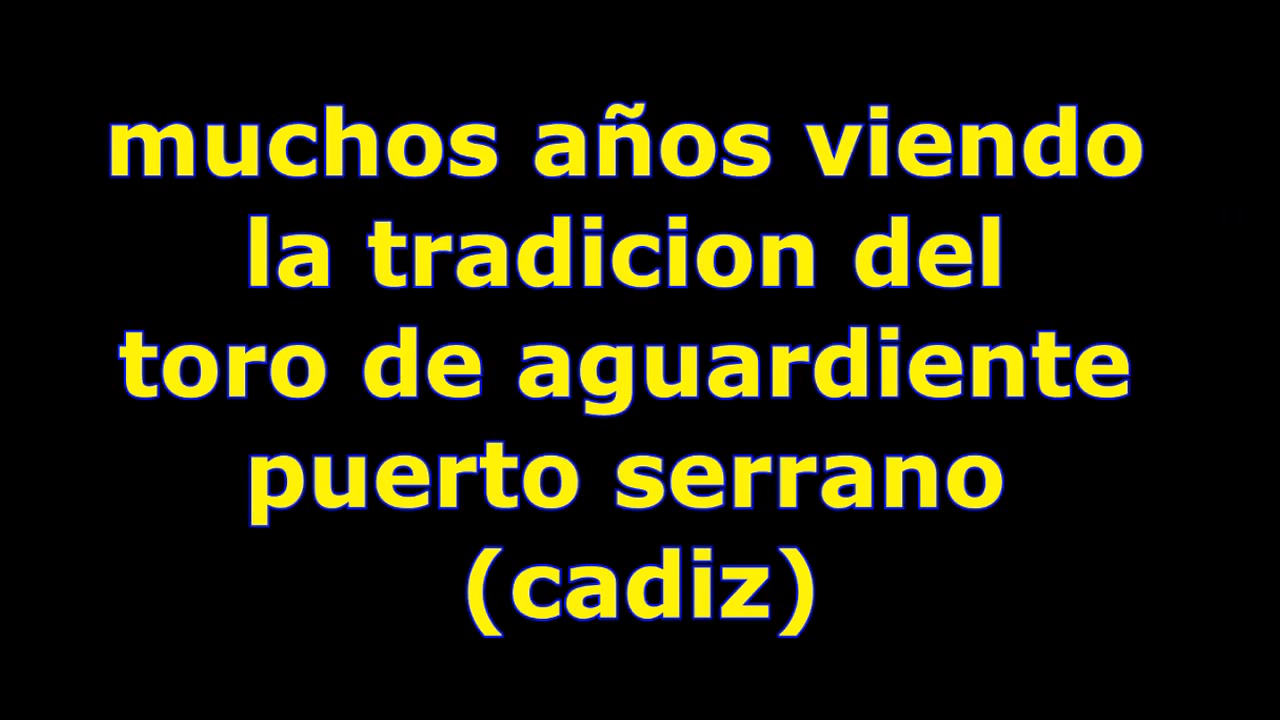 muchos años viendo
la tradicion del
toro de aguardiente
puerto serrano
(cadiz)